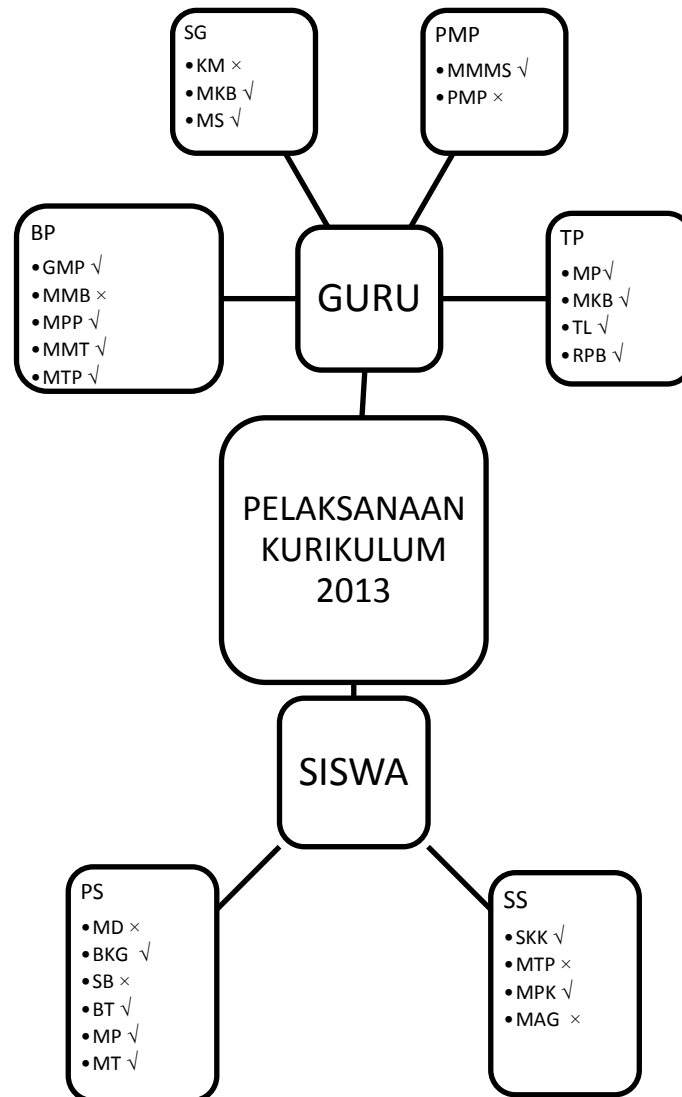 SG
• KM ×
• MKB √
• MS √
PMP
• MMMS √
• PMP ×
BP
• GMP √
• MMB ×
• MPP √
• MMT √
• MTP √
GURU
TP
• MP√
• MKB √
• TL √
• RPB √
PELAKSANAAN
KURIKULUM
2013
SISWA
PS
• MD ×
• BKG √
• SB ×
• BT √
• MP √
• MT √
SS
• SKK √
• MTP ×
• MPK √
• MAG ×